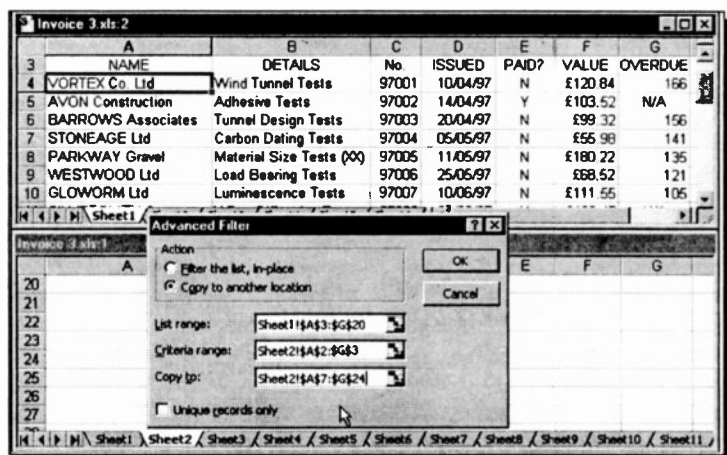 Invoice 3.xls:2
A B C D E F G
3 NAME DETAILS No. ISSUED PAID? VALUE OVERDUE
4 VORTEX Co. Ltd Wind Tunnel Tests 97001 10/04/97 N £120.84 166
5 AVON Construction Adhesive Tests 97002 14/04/97 Y £103.52 N/A
6 BARROWS Associates Tunnel Design Tests 97003 20/04/97 N £99.32 156
7 STONEAGE Ltd Carbon Dating Tests 97004 05/05/97 N £55.98 141
8 PARKWAY Gravel Material Size Tests (XX) 97005 11/05/97 N £180.22 135
9 WESTWOOD Ltd Load Bearing Tests 97006 25/05/97 N £68.52 121
10 GLOWORM Ltd Luminescence Tests 97007 10/06/97 N £111.55 105
Sheet1
Advanced Filter
Invoice 3.xls:1
Action
Filter the list, in-place
Copy to another location
OK
Cancel
A E F G
20
21
22
23
24
25
26
27
List range: Sheet1!$A$3:$G$20
Criteria range: Sheet2!$A$2:$G$3
Copy to: Sheet2!$A$7:$G$24
Unique records only
Sheet1 Sheet2 Sheet3 Sheet4 Sheet5 Sheet6 Sheet7 Sheet8 Sheet9 Sheet10 Sheet11